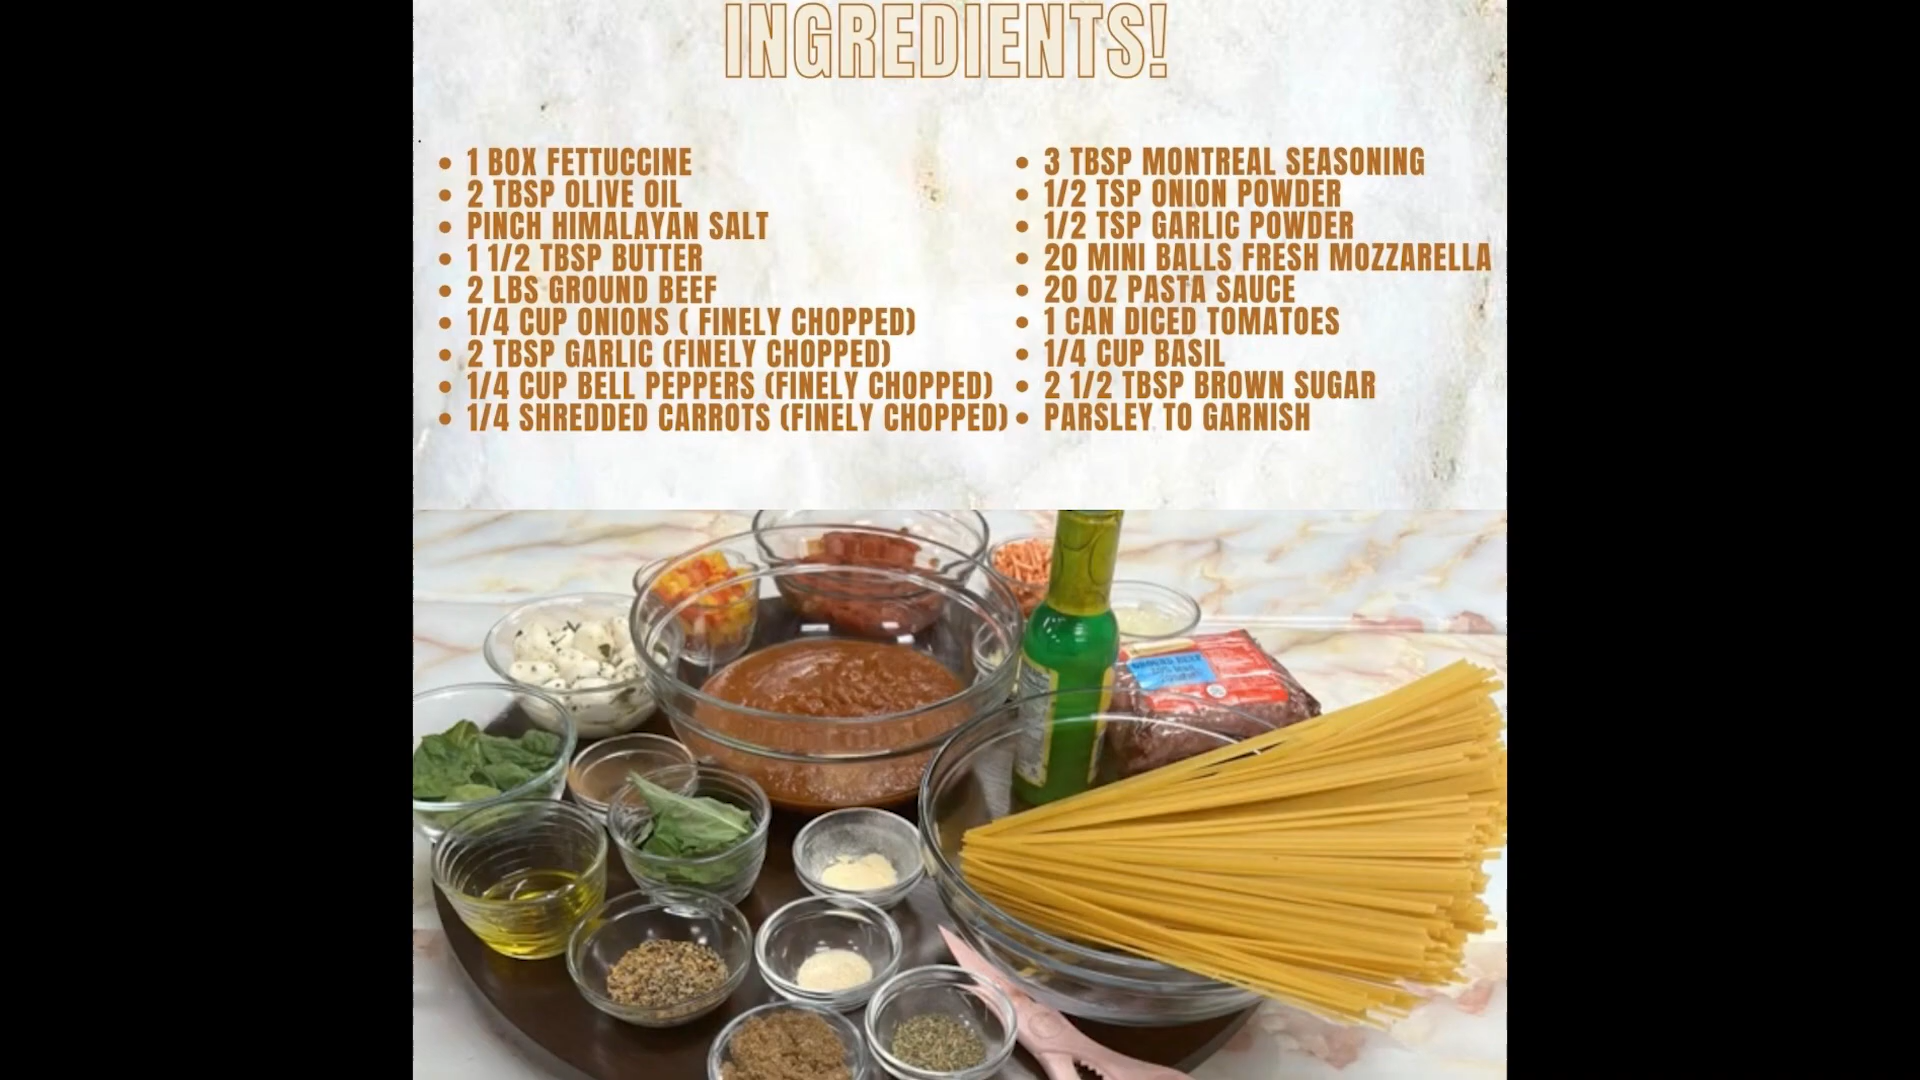 INGREDIENTS!
• 1 BOX FETTUCCINE
• 2 TBSP OLIVE OIL
• PINCH HIMALAYAN SALT
• 1 1/2 TBSP BUTTER
• 2 LBS GROUND BEEF
• 1/4 CUP ONIONS ( FINELY CHOPPED)
• 2 TBSP GARLIC (FINELY CHOPPED)
• 1/4 CUP BELL PEPPERS (FINELY CHOPPED)
• 1/4 SHREDDED CARROTS (FINELY CHOPPED)
• 3 TBSP MONTREAL SEASONING
• 1/2 TSP ONION POWDER
• 1/2 TSP GARLIC POWDER
• 20 MINI BALLS FRESH MOZZARELLA
• 20 OZ PASTA SAUCE
• 1 CAN DICED TOMATOES
• 1/4 CUP BASIL
• 2 1/2 TBSP BROWN SUGAR
• PARSLEY TO GARNISH
GROUND BEEF